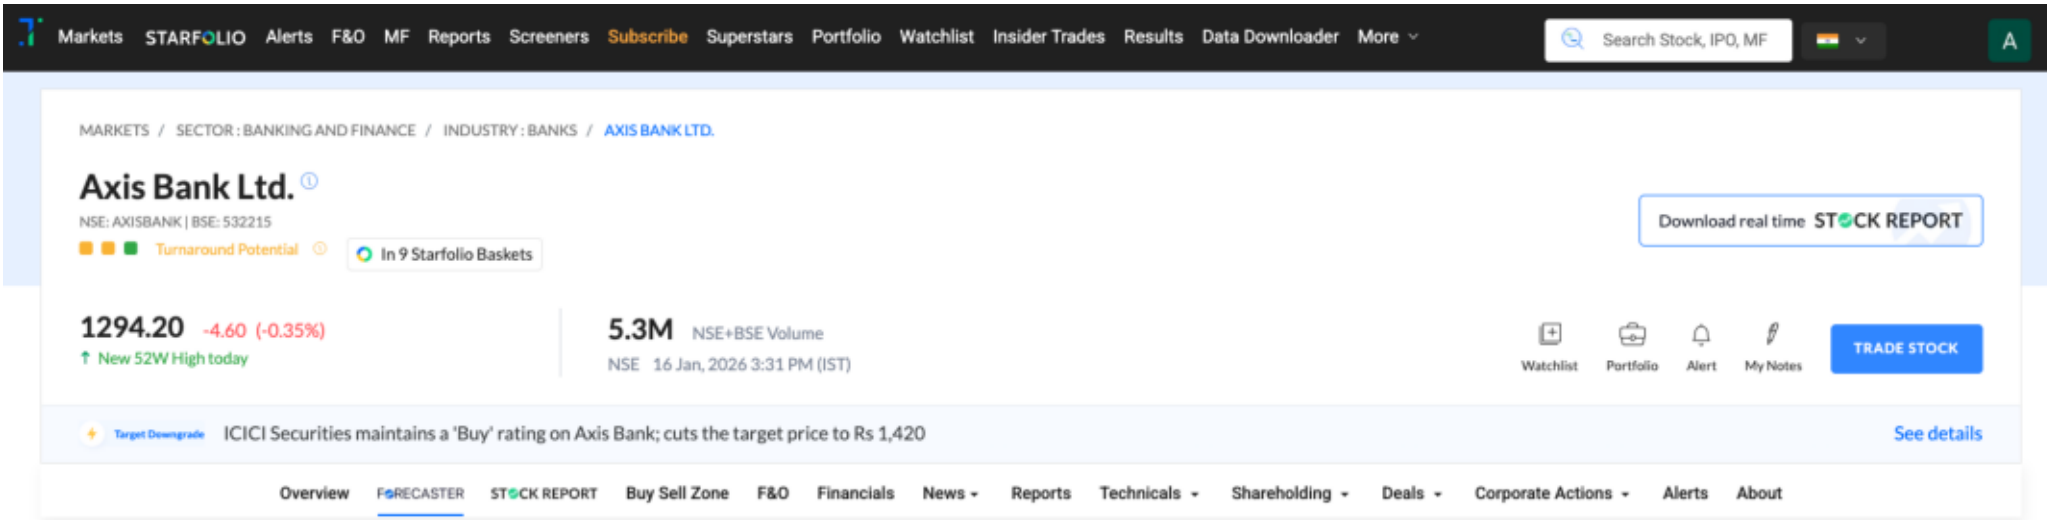 Markets STARFOLIO Alerts F&O MF Reports Screeners Subscribe Superstars Portfolio Watchlist Insider Trades Results Data Downloader More Search Stock, IPO, MF A
MARKETS / SECTOR : BANKING AND FINANCE / INDUSTRY : BANKS / AXIS BANK LTD.
Axis Bank Ltd.
NSE: AXISBANK | BSE: 532215
Turnaround Potential In 9 Starfolio Baskets
Download real time STOCK REPORT
1294.20 -4.60 (-0.35%)
New 52W High today
5.3M NSE+BSE Volume
NSE 16 Jan, 2026 3:31 PM (IST)
Watchlist Portfolio Alert My Notes TRADE STOCK
Target Downgrade ICICI Securities maintains a 'Buy' rating on Axis Bank; cuts the target price to Rs 1,420 See details
Overview FORECASTER STOCK REPORT Buy Sell Zone F&O Financials News Reports Technicals Shareholding Deals Corporate Actions Alerts About